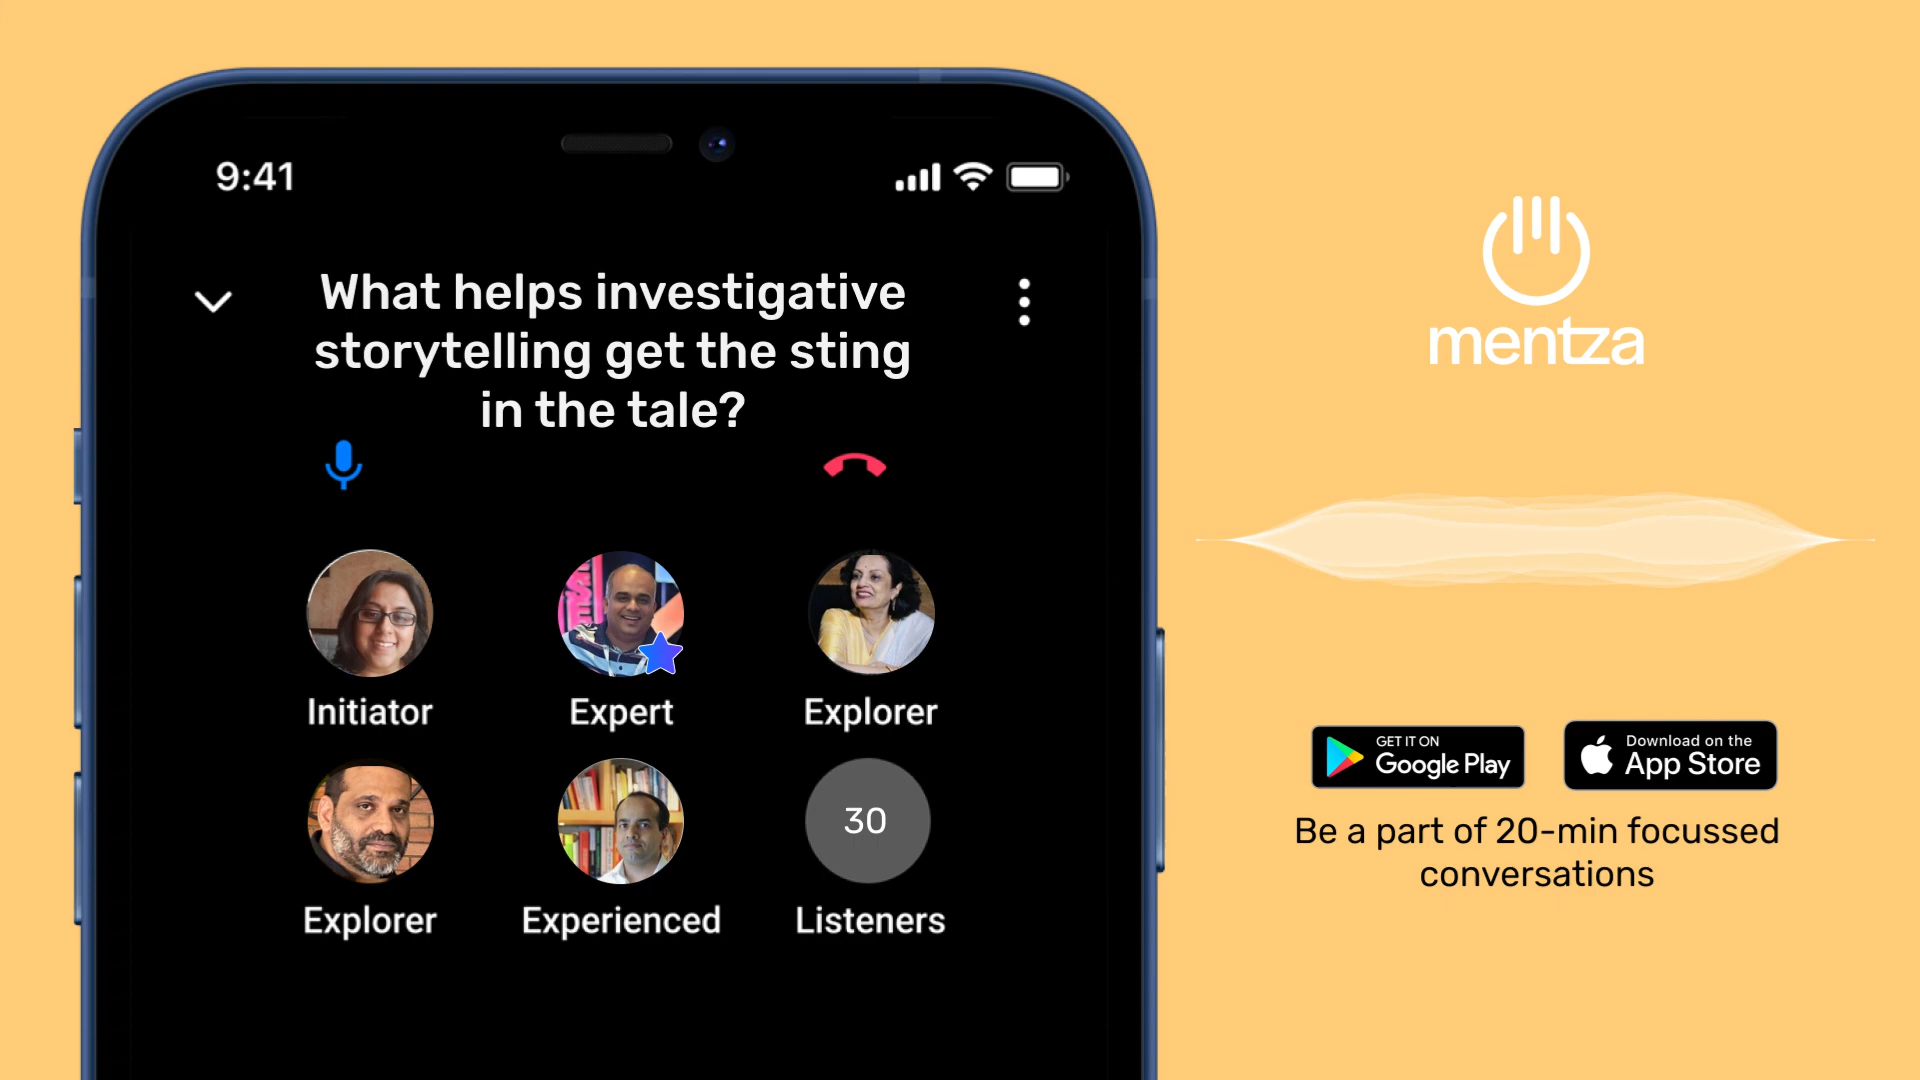 9:41
What helps investigative
storytelling get the sting
in the tale?
Initiator
Expert
Explorer
Explorer
Experienced
30
Listeners
mentza
GET IT ON
Google Play
Download on the
App Store
Be a part of 20-min focussed
conversations